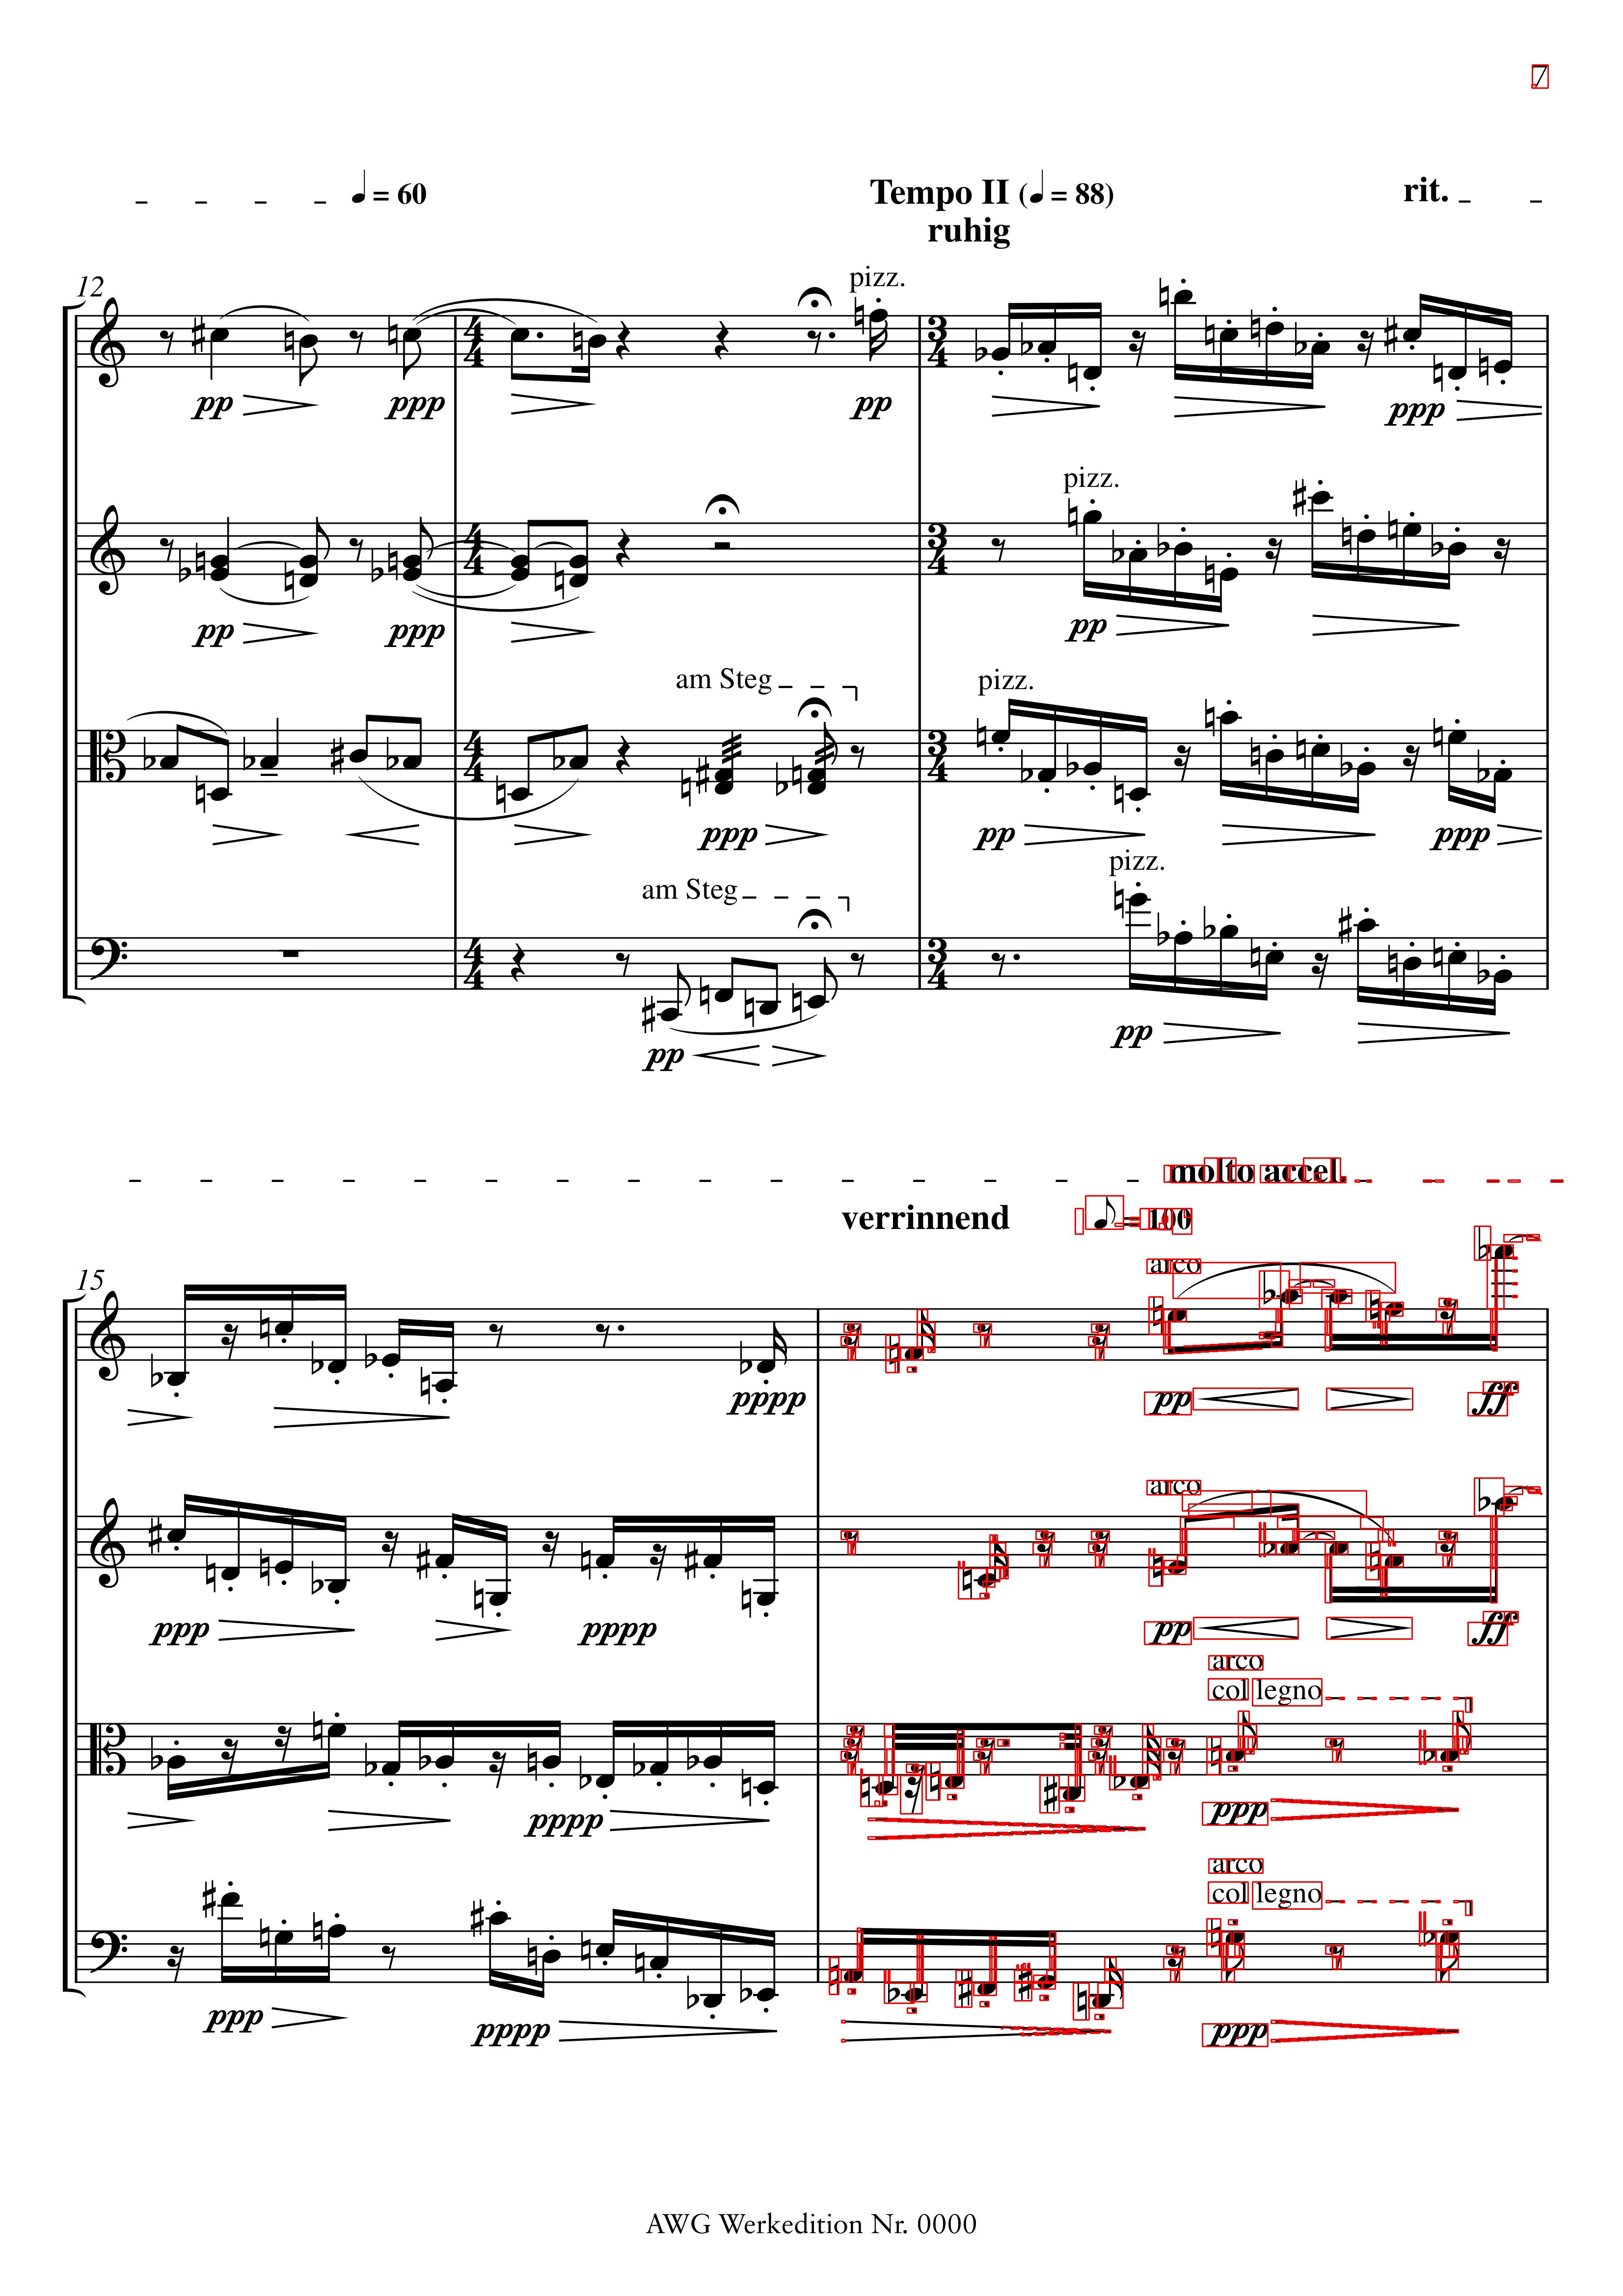 7
♩ = 60
Tempo II (♩ = 88)
rit.
ruhig
12
pizz.
pp
ppp
pp
ppp
pizz.
pp
ppp
pp
am Steg
pizz.
ppp
pp
ppp
am Steg
pizz.
pp
pp
molto accel.
verrinnend
♪ = 100
15
arco
pppp
pp
ff
arco
ppp
pppp
pp
ff
arco
col legno
pppp
ppp
arco
col legno
ppp
pppp
ppp
AWG Werkedition Nr. 0000